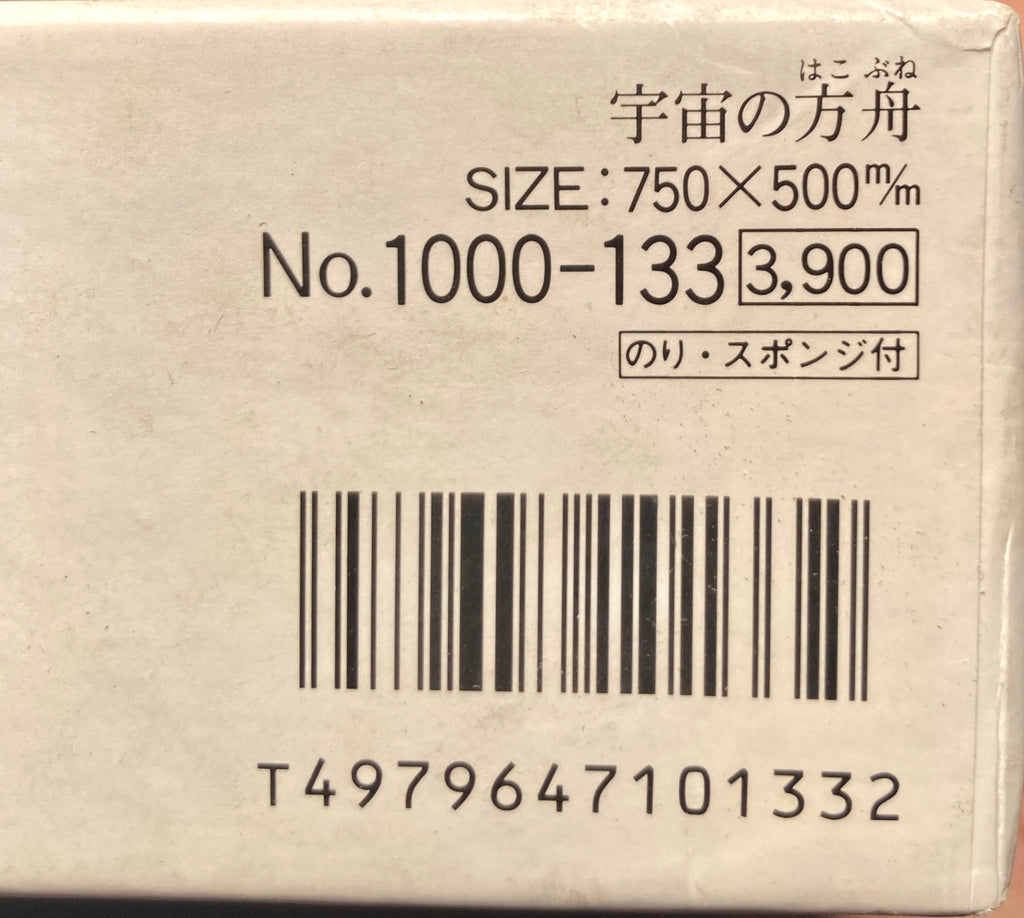 はこぶね
宇宙の方舟
SIZE:750×500m/m
No.1000-133 3,900
のり・スポンジ付
T4979647101332